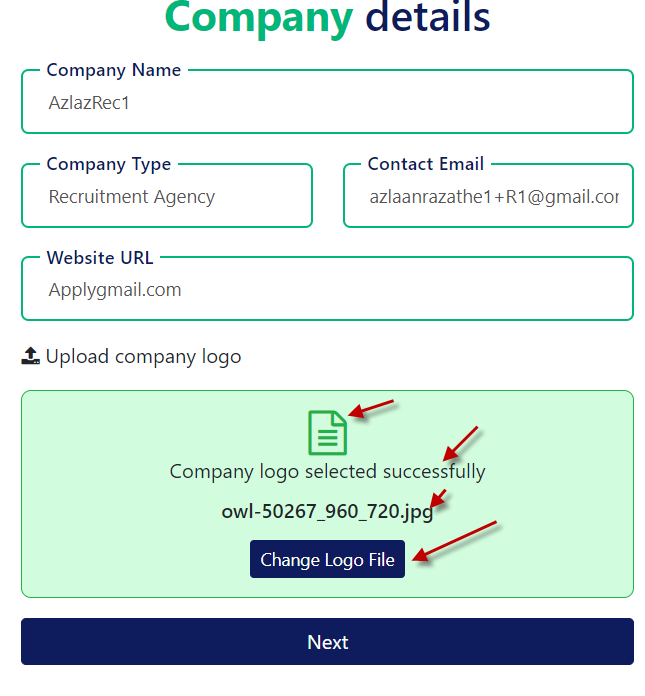 Company details
Company Name
AzlazRec1
Company Type
Contact Email
Recruitment Agency
azlaanrazathe1+R1@gmail.cor
Website URL
Applygmail.com
Upload company logo
Company logo selected successfully
owl-50267_960_720.jpg
Change Logo File
Next